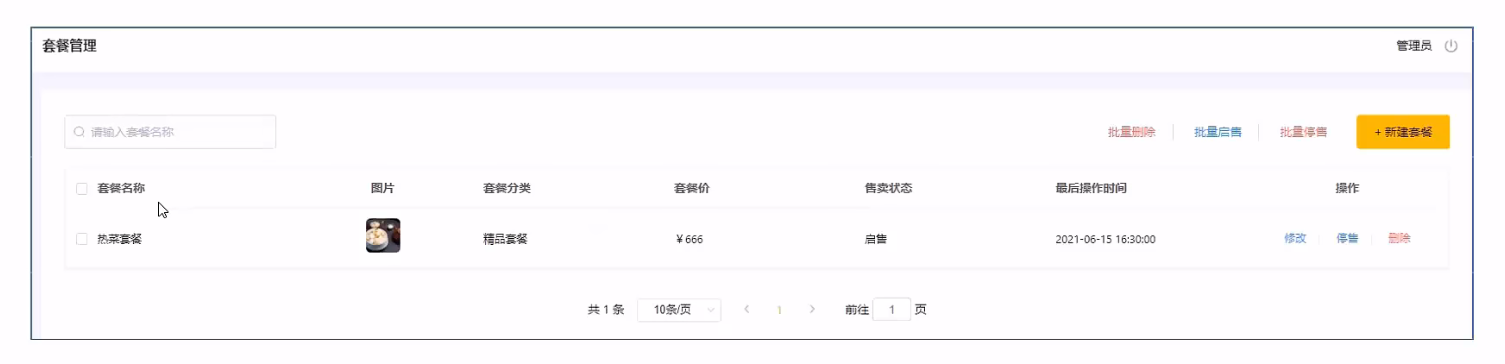 套餐管理 管理员
请输入套餐名称 批量删除 批量启售 批量停售 + 新建套餐
套餐名称 图片 套餐分类 套餐价 售卖状态 最后操作时间 操作
热菜套餐 精品套餐 ￥666 启售 2021-06-15 16:30:00 修改 停售 删除
共 1 条 10条/页 1 前往 1 页